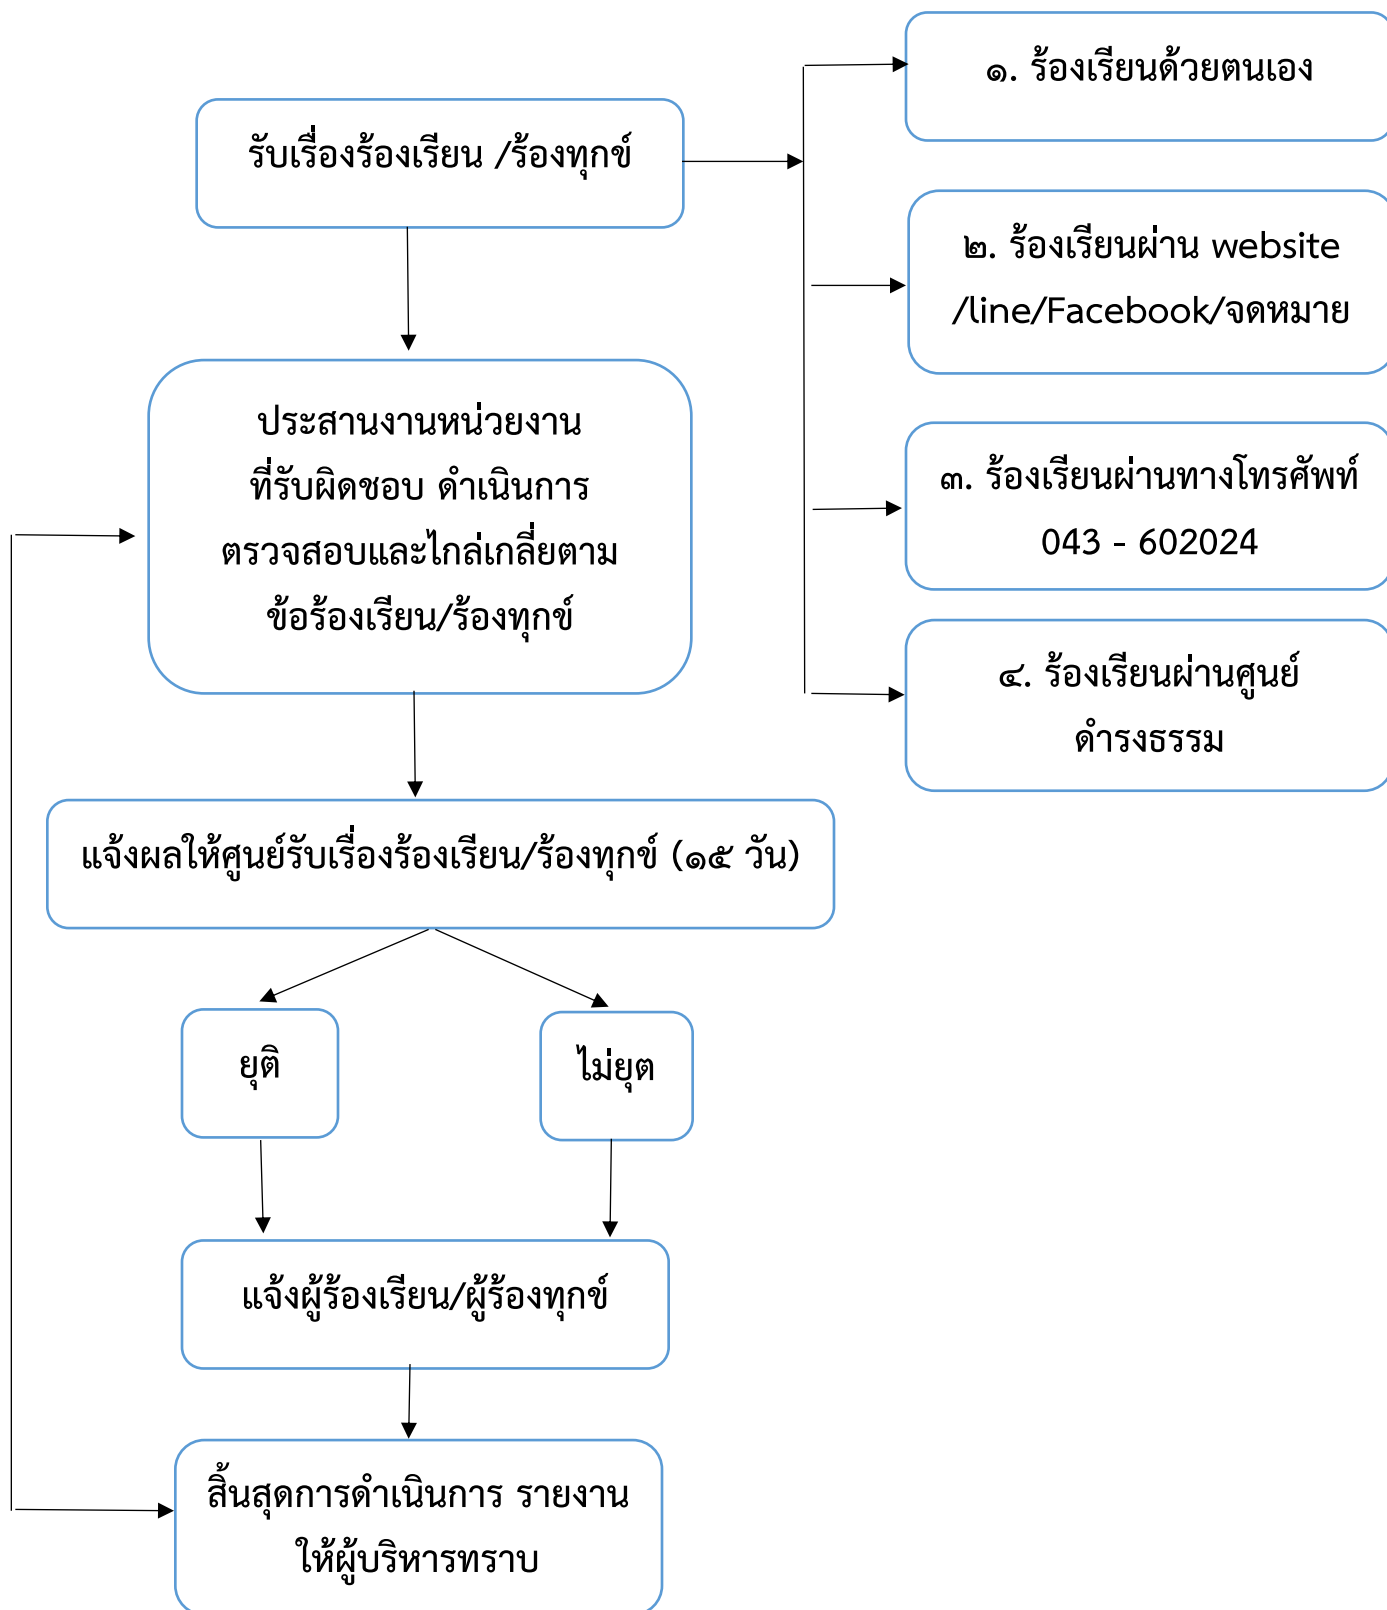 รับเรื่องร้องเรียน /ร้องทุกข์
๑. ร้องเรียนด้วยตนเอง
๒. ร้องเรียนผ่าน website
/line/Facebook/จดหมาย
๓. ร้องเรียนผ่านทางโทรศัพท์
043 - 602024
๔. ร้องเรียนผ่านศูนย์
ดำรงธรรม
ประสานงานหน่วยงาน
ที่รับผิดชอบ ดำเนินการ
ตรวจสอบและไกล่เกลี่ยตาม
ข้อร้องเรียน/ร้องทุกข์
แจ้งผลให้ศูนย์รับเรื่องร้องเรียน/ร้องทุกข์ (๑๕ วัน)
ยุติ
ไม่ยุต
แจ้งผู้ร้องเรียน/ผู้ร้องทุกข์
สิ้นสุดการดำเนินการ รายงาน
ให้ผู้บริหารทราบ